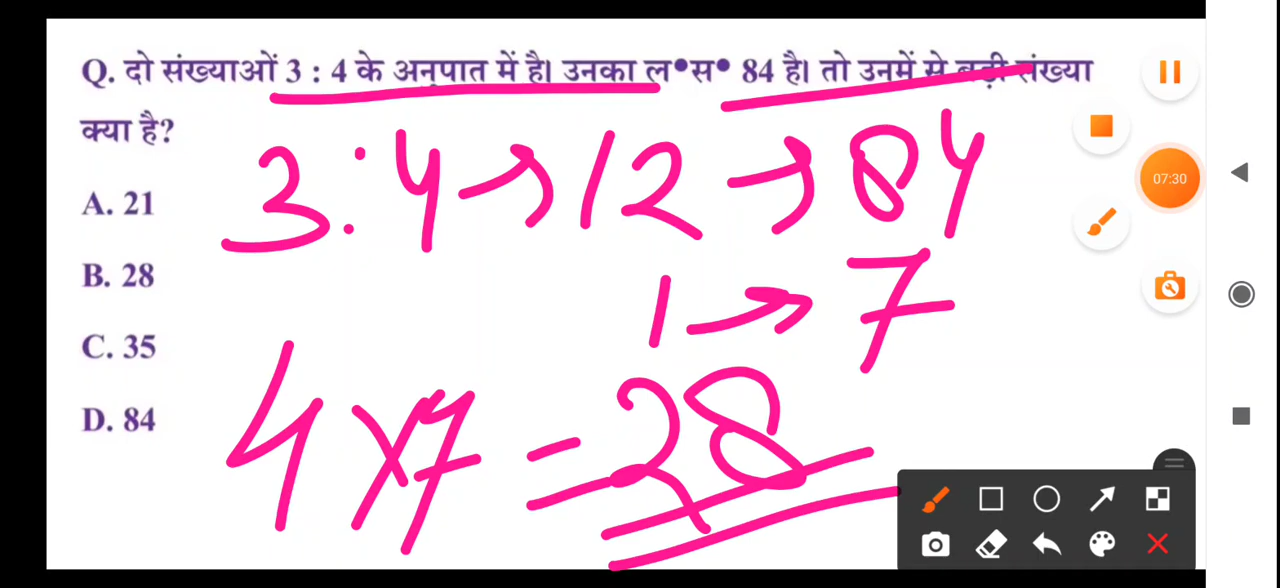 Q. दो संख्याओं 3 : 4 के अनुपात में है। उनका ल•स• 84 है। तो उनमें से बड़ी संख्या
क्या है?
3 : 4 → 12 → 84
A. 21
07:30
B. 28
1 → 7
C. 35
D. 84
4 × 7 = 28